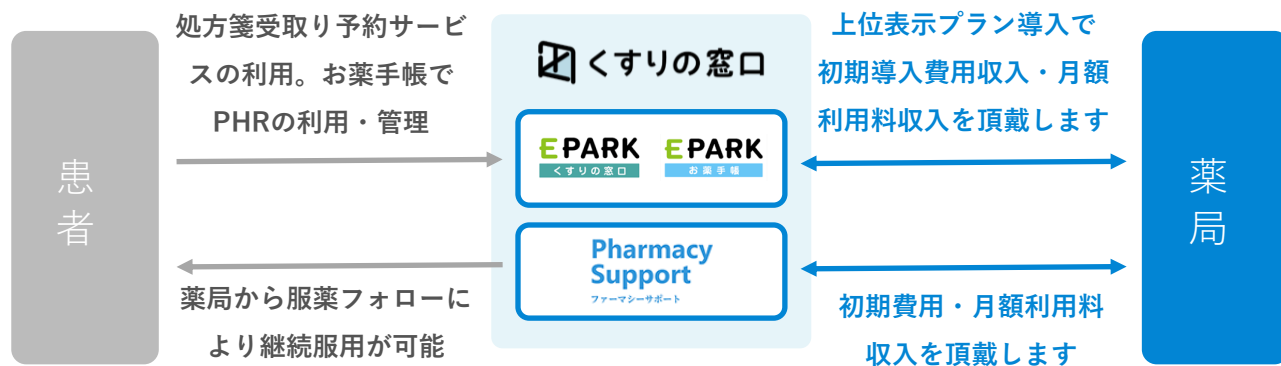 患者
処方箋受取り予約サービ
スの利用。お薬手帳で
PHRの利用・管理
薬局から服薬フォローに
より継続服用が可能
くすりの窓口
EPARK
くすりの窓口
EPARK
お薬手帳
Pharmacy
Support
ファーマシーサポート
上位表示プラン導入で
初期導入費用収入・月額
利用料収入を頂戴します
初期費用・月額利用料
収入を頂戴します
薬局